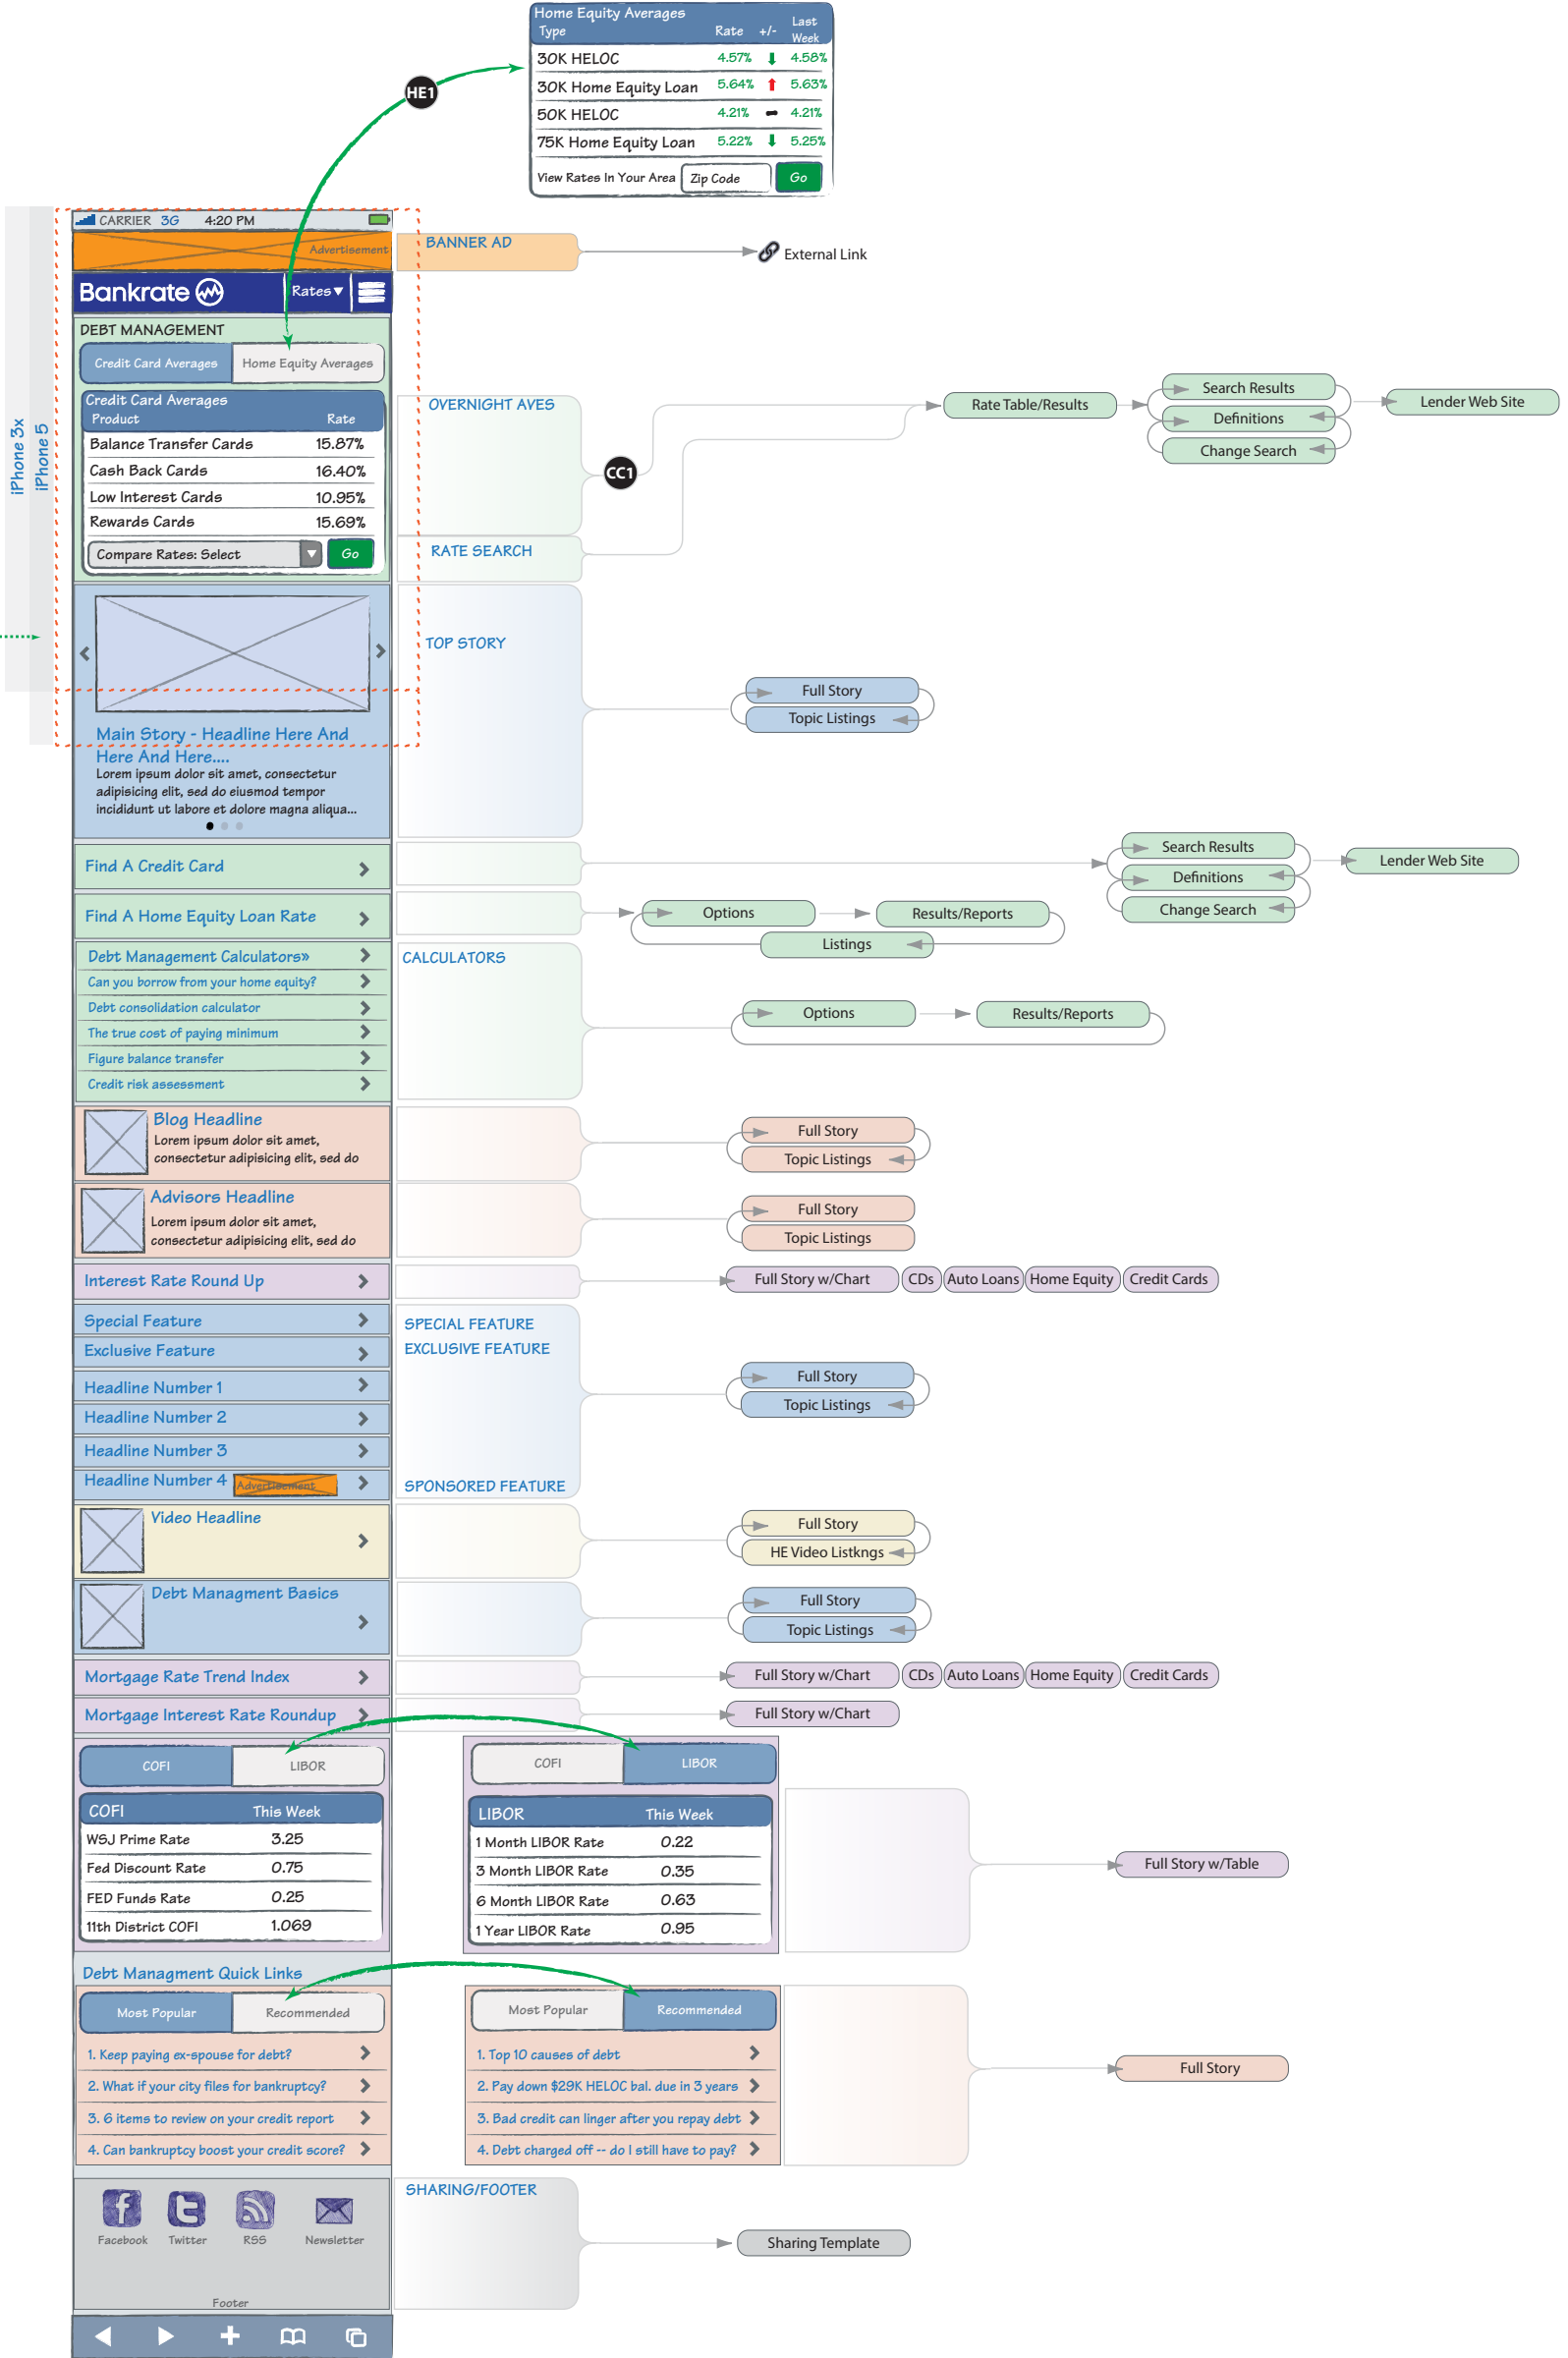 Home Equity Averages
Type Rate +/- Last Week
30K HELOC 4.57% 4.58%
30K Home Equity Loan 5.64% 5.63%
50K HELOC 4.21% 4.21%
75K Home Equity Loan 5.22% 5.25%
View Rates In Your Area Zip Code Go
HE1
iPhone 3x
iPhone 5
CARRIER 3G 4:20 PM
Advertisement
BANNER AD
External Link
Bankrate Rates
DEBT MANAGEMENT
Credit Card Averages Home Equity Averages
Credit Card Averages
Product Rate
Balance Transfer Cards 15.87%
Cash Back Cards 16.40%
Low Interest Cards 10.95%
Rewards Cards 15.69%
Compare Rates: Select Go
OVERNIGHT AVES
CC1
RATE SEARCH
Rate Table/Results
Search Results
Definitions
Change Search
Lender Web Site
TOP STORY
Full Story
Topic Listings
Main Story - Headline Here And
Here And Here....
Lorem ipsum dolor sit amet, consectetur
adipisicing elit, sed do eiusmod tempor
incididunt ut labore et dolore magna aliqua...
Find A Credit Card
Search Results
Definitions
Change Search
Lender Web Site
Find A Home Equity Loan Rate
Options
Results/Reports
Listings
Debt Management Calculators»
Can you borrow from your home equity?
Debt consolidation calculator
The true cost of paying minimum
Figure balance transfer
Credit risk assessment
CALCULATORS
Options
Results/Reports
Blog Headline
Lorem ipsum dolor sit amet,
consectetur adipisicing elit, sed do
Full Story
Topic Listings
Advisors Headline
Lorem ipsum dolor sit amet,
consectetur adipisicing elit, sed do
Full Story
Topic Listings
Interest Rate Round Up
Full Story w/Chart CDs Auto Loans Home Equity Credit Cards
Special Feature
Exclusive Feature
Headline Number 1
Headline Number 2
Headline Number 3
Headline Number 4 Advertisement
SPECIAL FEATURE
EXCLUSIVE FEATURE
SPONSORED FEATURE
Full Story
Topic Listings
Video Headline
Full Story
HE Video Listkngs
Debt Managment Basics
Full Story
Topic Listings
Mortgage Rate Trend Index
Full Story w/Chart CDs Auto Loans Home Equity Credit Cards
Mortgage Interest Rate Roundup
Full Story w/Chart
COFI LIBOR
COFI This Week
WSJ Prime Rate 3.25
Fed Discount Rate 0.75
FED Funds Rate 0.25
11th District COFI 1.069
COFI LIBOR
LIBOR This Week
1 Month LIBOR Rate 0.22
3 Month LIBOR Rate 0.35
6 Month LIBOR Rate 0.63
1 Year LIBOR Rate 0.95
Full Story w/Table
Debt Managment Quick Links
Most Popular Recommended
1. Keep paying ex-spouse for debt?
2. What if your city files for bankruptcy?
3. 6 items to review on your credit report
4. Can bankruptcy boost your credit score?
Most Popular Recommended
1. Top 10 causes of debt
2. Pay down $29K HELOC bal. due in 3 years
3. Bad credit can linger after you repay debt
4. Debt charged off -- do I still have to pay?
Full Story
SHARING/FOOTER
Facebook Twitter RSS Newsletter
Sharing Template
Footer